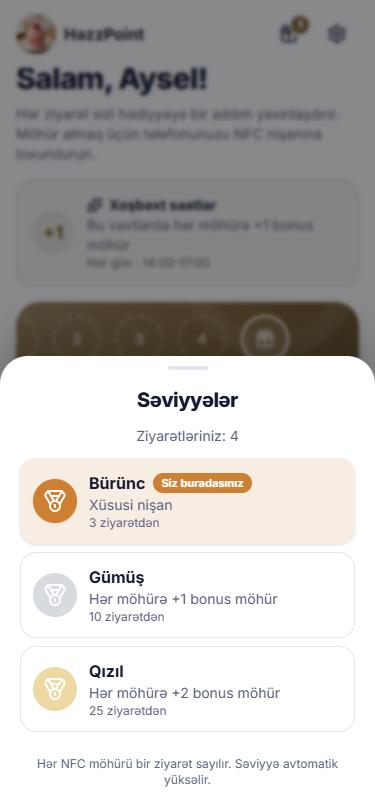 HəzzPoint
Salam, Aysel!
Hər ziyarət sizi hədiyyəyə bir addım yaxınlaşdırır.
Möhür almaq üçün telefonunuzu NFC nişanına
toxundurun.
+1
Xoşbəxt saatlar
Bu vaxtlarda hər möhürə +1 bonus
möhür
Hər gün · 14:00–17:00
2 3 4
Səviyyələr
Ziyarətləriniz: 4
Bürünc Siz buradasınız
Xüsusi nişan
3 ziyarətdən
Gümüş
Hər möhürə +1 bonus möhür
10 ziyarətdən
Qızıl
Hər möhürə +2 bonus möhür
25 ziyarətdən
Hər NFC möhürü bir ziyarət sayılır. Səviyyə avtomatik
yüksəlir.